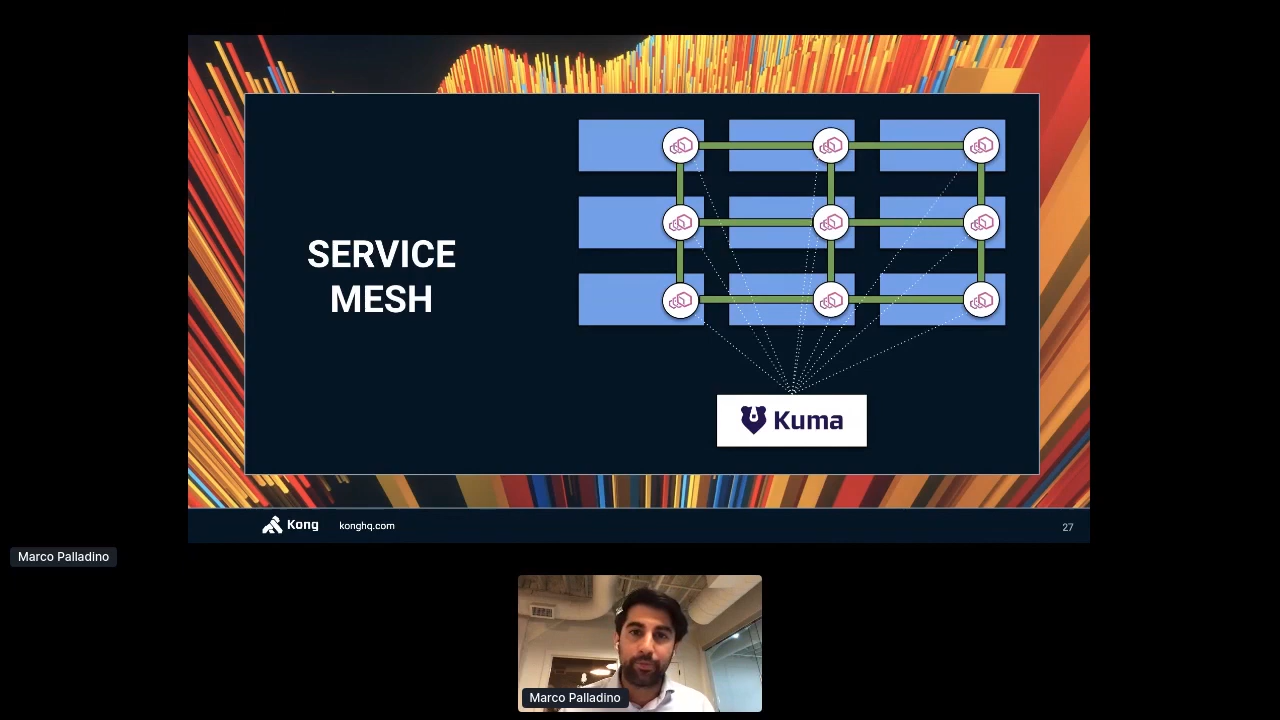 SERVICE
MESH
Kuma
Kong
konghq.com
27
Marco Palladino
Marco Palladino